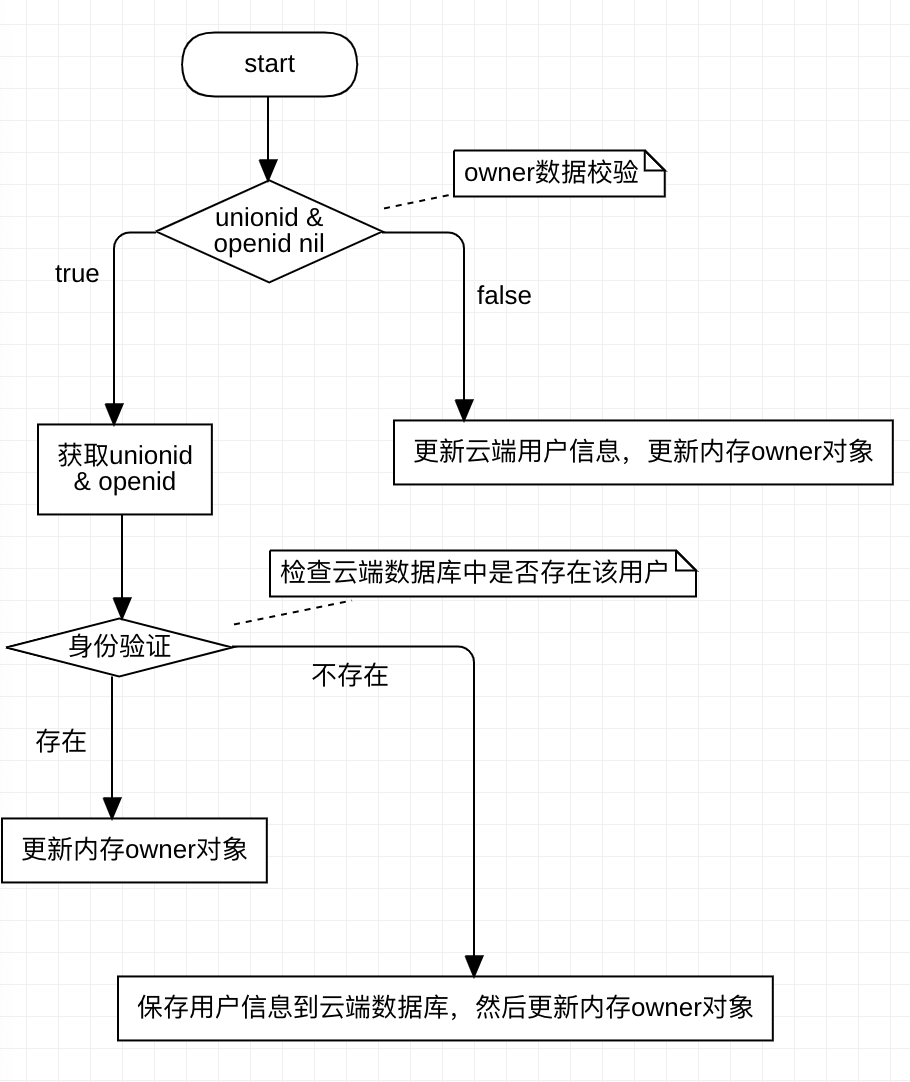 start
owner数据校验
unionid &
openid nil
true
false
获取unionid
& openid
更新云端用户信息，更新内存owner对象
检查云端数据库中是否存在该用户
身份验证
不存在
存在
更新内存owner对象
保存用户信息到云端数据库，然后更新内存owner对象